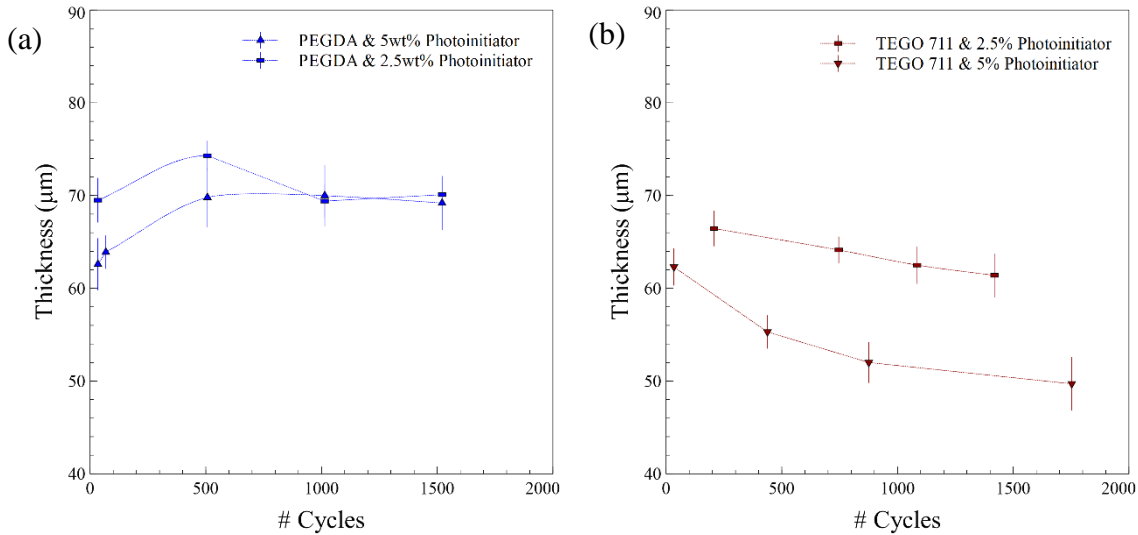 (a)
PEGDA & 5wt% Photoinitiator
PEGDA & 2.5wt% Photoinitiator
Thickness (μm)
90
80
70
60
50
40
0 500 1000 1500 2000
# Cycles
(b)
TEGO 711 & 2.5% Photoinitiator
TEGO 711 & 5% Photoinitiator
Thickness (μm)
90
80
70
60
50
40
0 500 1000 1500 2000
# Cycles